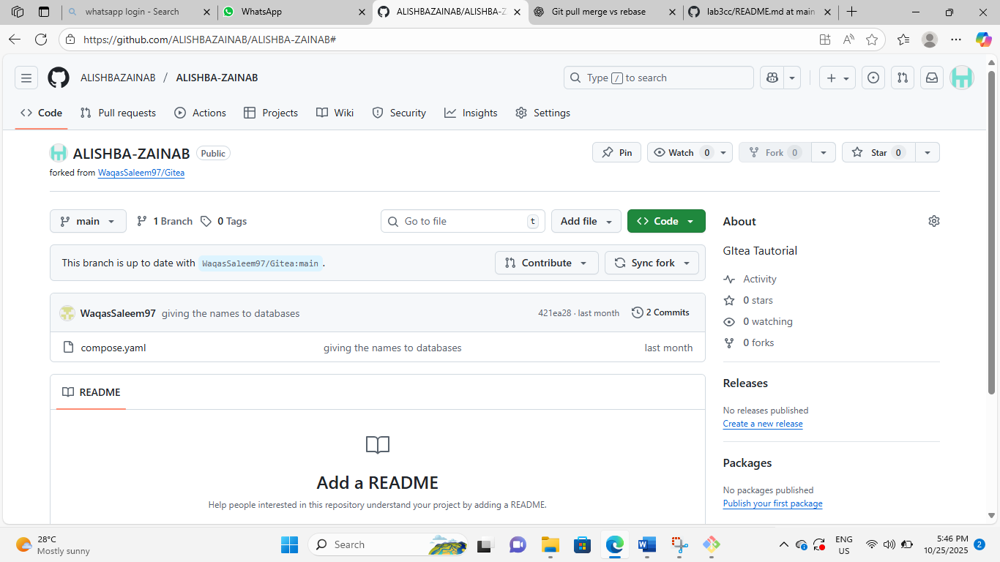 whatsapp login - Search
WhatsApp
ALISHBAZAINAB/ALISHBA-Z
Git pull merge vs rebase
lab3cc/README.md at main
https://github.com/ALISHBAZAINAB/ALISHBA-ZAINAB#
ALISHBAZAINAB / ALISHBA-ZAINAB
Type / to search
Code
Pull requests
Actions
Projects
Wiki
Security
Insights
Settings
ALISHBA-ZAINAB Public
Pin
Watch 0
Fork 0
Star 0
forked from WaqasSaleem97/Gitea
main
1 Branch
0 Tags
Go to file t
Add file
Code
This branch is up to date with WaqasSaleem97/Gitea:main .
Contribute
Sync fork
WaqasSaleem97 giving the names to databases
421ea28 · last month
2 Commits
compose.yaml giving the names to databases last month
README
Add a README
Help people interested in this repository understand your project by adding a README.
About
GItea Tautorial
Activity
0 stars
0 watching
0 forks
Releases
No releases published
Create a new release
Packages
No packages published
Publish your first package
28°C
Mostly sunny
Search
ENG
US
5:46 PM
10/25/2025
2